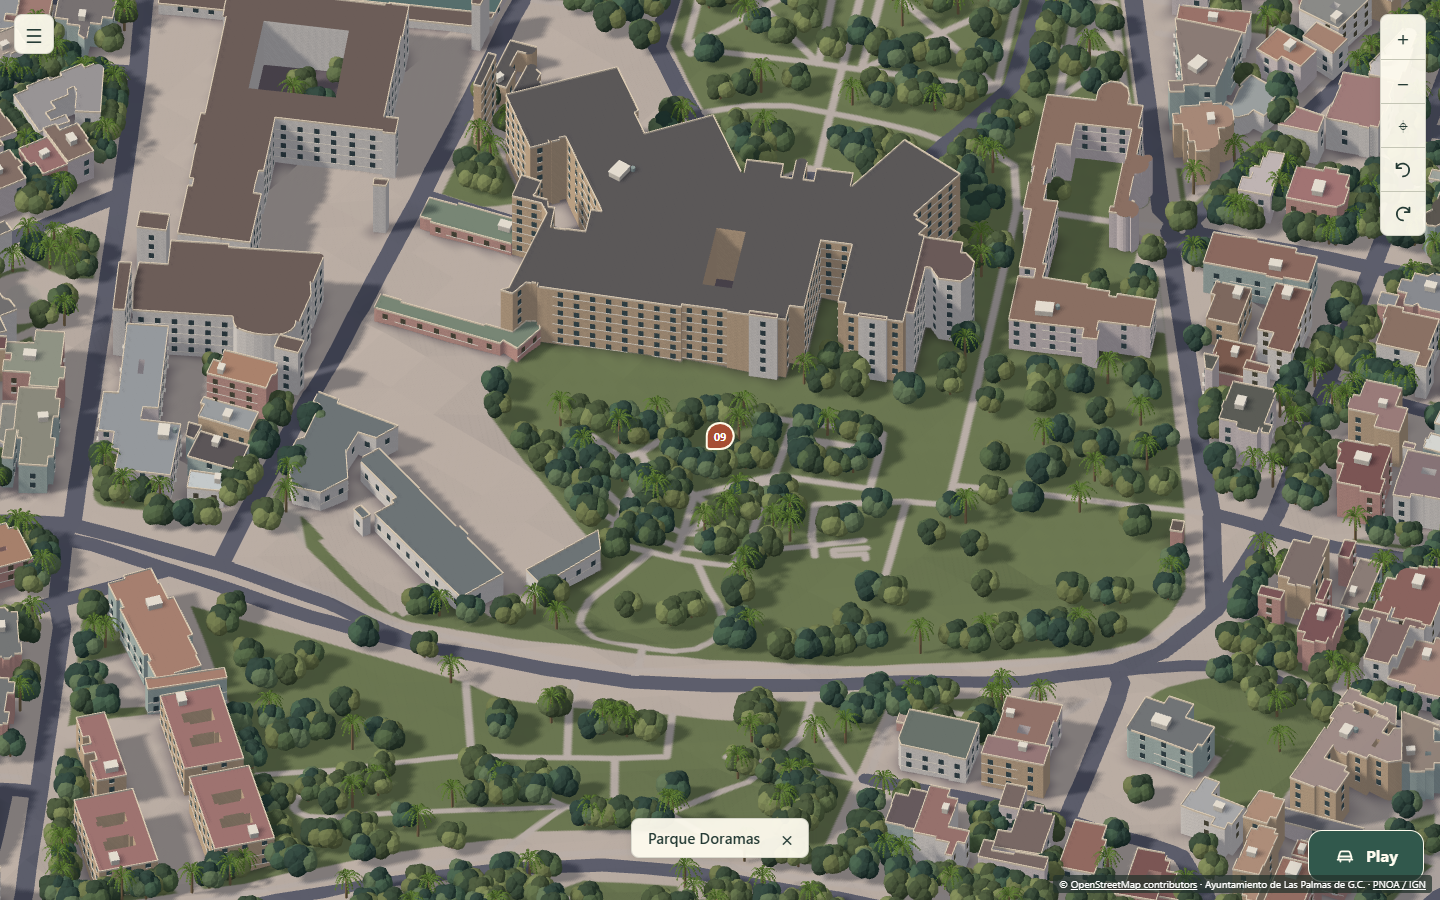 09
Parque Doramas ×
Play
© OpenStreetMap contributors · Ayuntamiento de Las Palmas de G.C. · PNOA / IGN